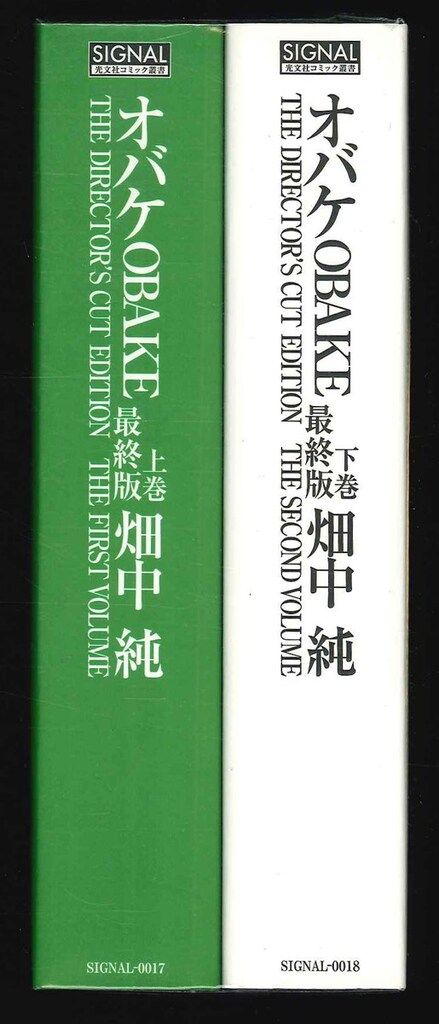 SIGNAL
光文社コミック叢書
オバケOBAKE 最終版 上巻 畑中 純
THE DIRECTOR'S CUT EDITION THE FIRST VOLUME
SIGNAL-0017
SIGNAL
光文社コミック叢書
オバケOBAKE 最終版 下巻 畑中 純
THE DIRECTOR'S CUT EDITION THE SECOND VOLUME
SIGNAL-0018